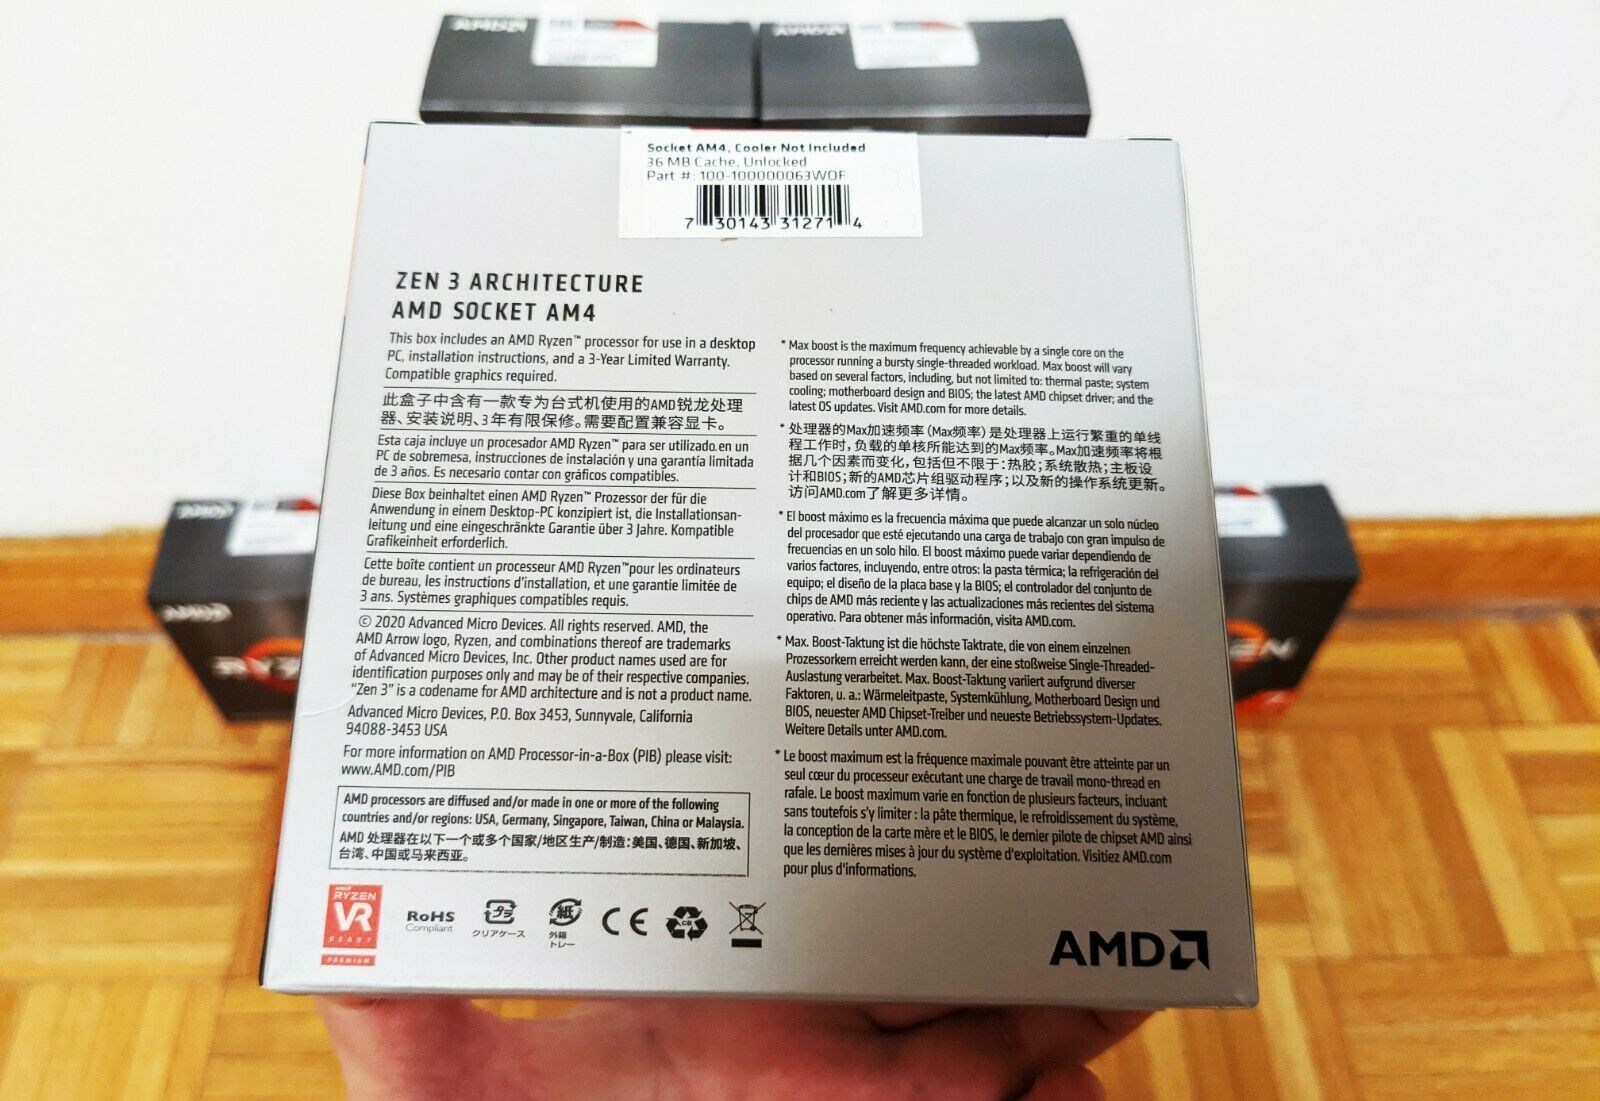 AMD
AMD
Socket AM4, Cooler Not Included
36 MB Cache, Unlocked
Part #: 100-100000063WOF
7 30143 31271 4
ZEN 3 ARCHITECTURE
AMD SOCKET AM4
This box includes an AMD Ryzen™ processor for use in a desktop
PC, installation instructions, and a 3-Year Limited Warranty.
Compatible graphics required.
此盒子中含有一款专为台式机使用的AMD锐龙处理
器、安装说明、3年有限保修。需要配置兼容显卡。
Esta caja incluye un procesador AMD Ryzen™ para ser utilizado.en un
PC de sobremesa, instrucciones de instalación y una garantía limitada
de 3 años. Es necesario contar con gráficos compatibles.
Diese Box beinhaltet einen AMD Ryzen™ Prozessor der für die
Anwendung in einem Desktop-PC konzipiert ist, die Installationsan-
leitung und eine eingeschränkte Garantie über 3 Jahre. Kompatible
Grafikeinheit erforderlich.
Cette boîte contient un processeur AMD Ryzen™pour les ordinateurs
de bureau, les instructions d'installation, et une garantie limitée de
3 ans. Systèmes graphiques compatibles requis.
© 2020 Advanced Micro Devices. All rights reserved. AMD, the
AMD Arrow logo, Ryzen, and combinations thereof are trademarks
of Advanced Micro Devices, Inc. Other product names used are for
identification purposes only and may be of their respective companies.
“Zen 3” is a codename for AMD architecture and is not a product name.
Advanced Micro Devices, P.O. Box 3453, Sunnyvale, California
94088-3453 USA
For more information on AMD Processor-in-a-Box (PIB) please visit:
www.AMD.com/PIB
AMD processors are diffused and/or made in one or more of the following
countries and/or regions: USA, Germany, Singapore, Taiwan, China or Malaysia.
AMD 处理器在以下一个或多个国家/地区生产/制造：美国、德国、新加坡、
台湾、中国或马来西亚。
* Max boost is the maximum frequency achievable by a single core on the
processor running a bursty single-threaded workload. Max boost will vary
based on several factors, including, but not limited to: thermal paste; system
cooling; motherboard design and BIOS; the latest AMD chipset driver; and the
latest OS updates. Visit AMD.com for more details.
* 处理器的Max加速频率 (Max频率) 是处理器上运行繁重的单线
程工作时，负载的单核所能达到的Max频率。Max加速频率将根
据几个因素而变化，包括但不限于：热胶；系统散热；主板设
计和BIOS；新的AMD芯片组驱动程序；以及新的操作系统更新。
访问AMD.com了解更多详情。
* El boost máximo es la frecuencia máxima que puede alcanzar un solo núcleo
del procesador que esté ejecutando una carga de trabajo con gran impulso de
frecuencias en un solo hilo. El boost máximo puede variar dependiendo de
varios factores, incluyendo, entre otros: la pasta térmica; la refrigeración del
equipo; el diseño de la placa base y la BIOS; el controlador del conjunto de
chips de AMD más reciente y las actualizaciones más recientes del sistema
operativo. Para obtener más información, visita AMD.com.
* Max. Boost-Taktung ist die höchste Taktrate, die von einem einzelnen
Prozessorkern erreicht werden kann, der eine stoßweise Single-Threaded-
Auslastung verarbeitet. Max. Boost-Taktung variiert aufgrund diverser
Faktoren, u. a.: Wärmeleitpaste, Systemkühlung, Motherboard Design und
BIOS, neuester AMD Chipset-Treiber und neueste Betriebssystem-Updates.
Weitere Details unter AMD.com.
* Le boost maximum est la fréquence maximale pouvant être atteinte par un
seul cœur du processeur exécutant une charge de travail mono-thread en
rafale. Le boost maximum varie en fonction de plusieurs facteurs, incluant
sans toutefois s'y limiter : la pâte thermique, le refroidissement du système,
la conception de la carte mère et le BIOS, le dernier pilote de chipset AMD ainsi
que les dernières mises à jour du système d'exploitation. Visitiez AMD.com
pour plus d'informations.
AMD
RYZEN
VR
READY
PREMIUM
RoHS
Compliant
プラ
クリアケース
紙
外箱
トレー
CE
CB
AMD
AMD
RYZ
EN